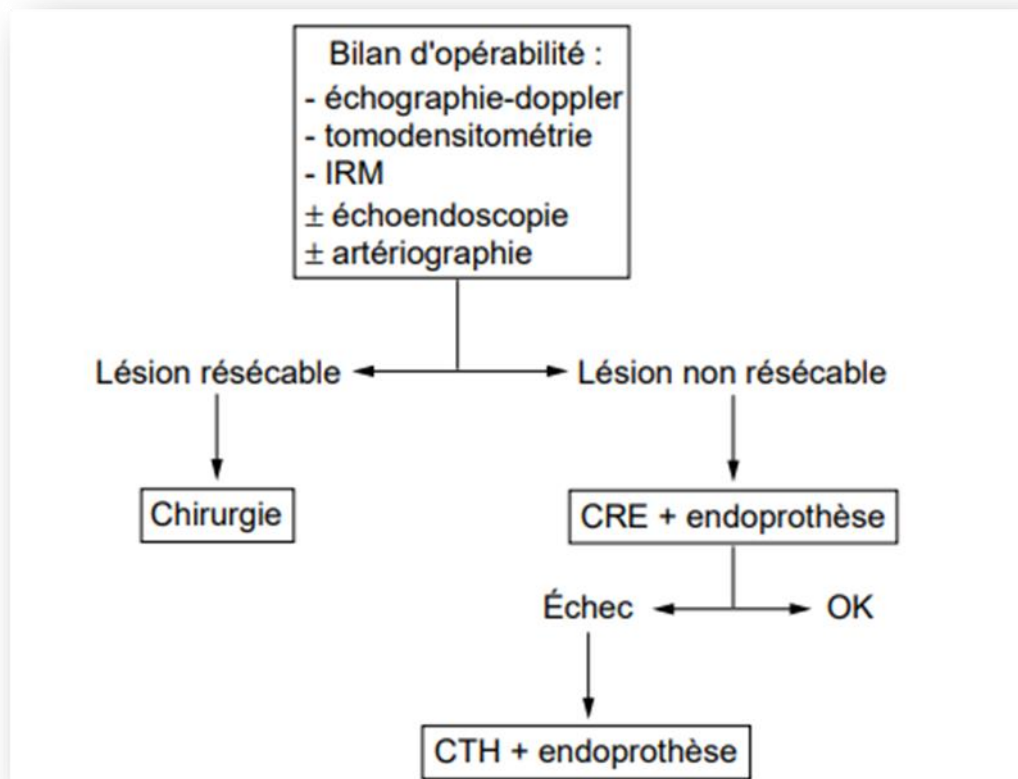 Bilan d'opérabilité :
- échographie-doppler
- tomodensitométrie
- IRM
± échoendoscopie
± artériographie
Lésion résécable
Lésion non résécable
Chirurgie
CRE + endoprothèse
Échec
OK
CTH + endoprothèse